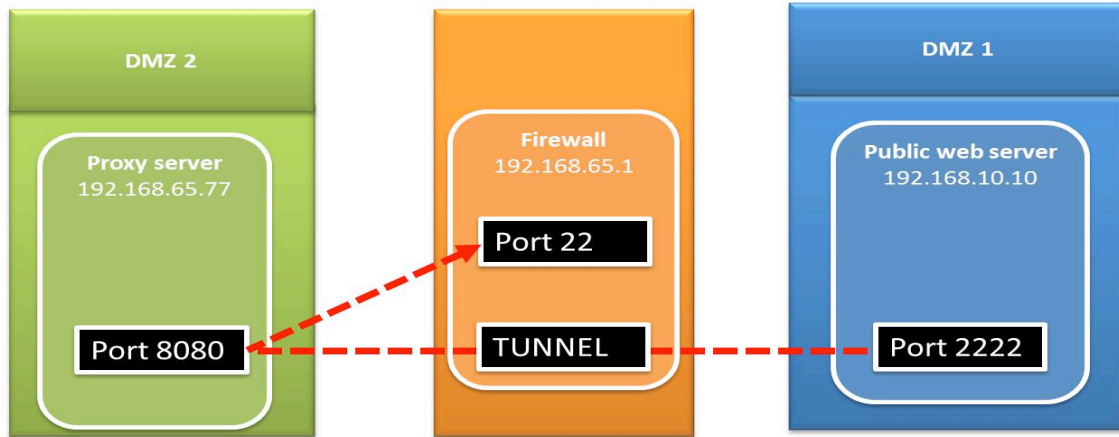 DMZ 2
Proxy server
192.168.65.77
Port 8080
Firewall
192.168.65.1
Port 22
TUNNEL
DMZ 1
Public web server
192.168.10.10
Port 2222